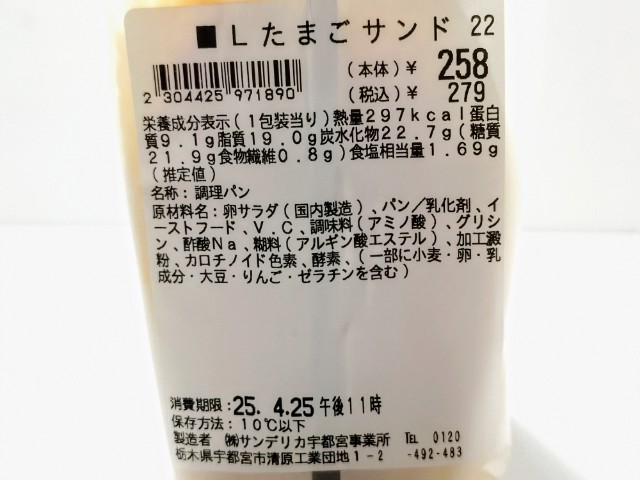 ■Lたまごサンド 22
(本体)¥ 258
2 304425 971890 (税込)¥ 279
栄養成分表示(1包装当り)熱量297kcal蛋白
質9.1g脂質19.0g炭水化物22.7g(糖質
21.9g食物繊維0.8g)食塩相当量1.69g
(推定値)
名称:調理パン
原材料名:卵サラダ(国内製造)、パン/乳化剤、イ
ーストフード、V.C、調味料(アミノ酸)、グリシ
ン、酢酸Na、糊料(アルギン酸エステル)、加工澱
粉、カロチノイド色素、酵素、(一部に小麦・卵・乳
成分・大豆・りんご・ゼラチンを含む)
消費期限:25. 4.25午後11時
保存方法:10℃以下
製造者 ㈱サンデリカ宇都宮事業所 TEL 0120
栃木県宇都宮市清原工業団地1-2 -492-483